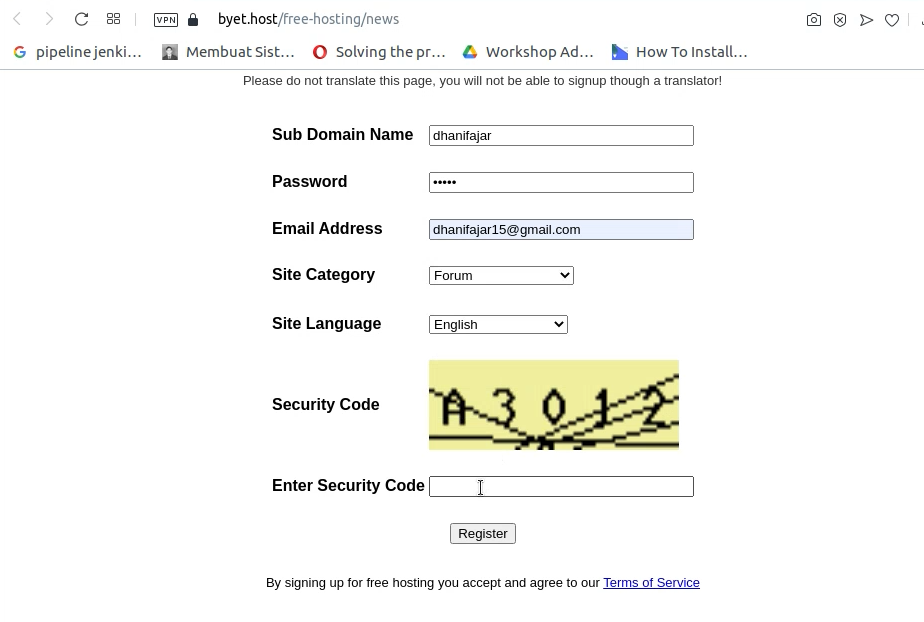 VPN byet.host/free-hosting/news
pipeline jenki... Membuat Sist... Solving the pr... Workshop Ad... How To Install...
Please do not translate this page, you will not be able to signup though a translator!
Sub Domain Name dhanifajar
Password •••••
Email Address dhanifajar15@gmail.com
Site Category Forum
Site Language English
Security Code A3012
Enter Security Code
Register
By signing up for free hosting you accept and agree to our Terms of Service